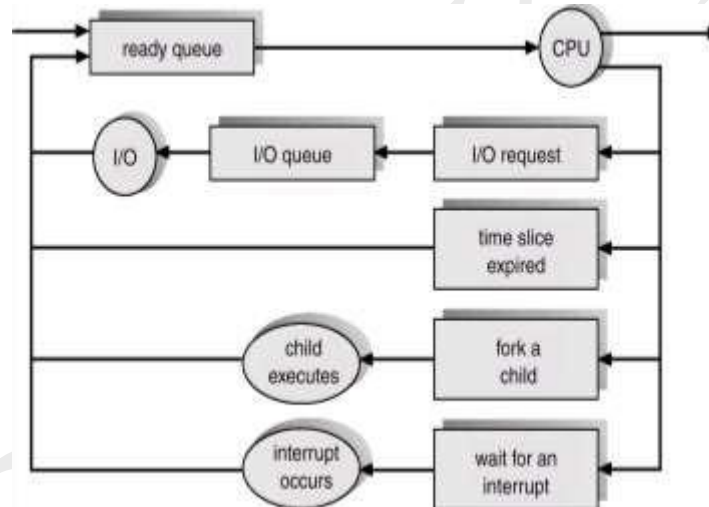 ready queue
CPU
I/O
I/O queue
I/O request
time slice
expired
child
executes
fork a
child
interrupt
occurs
wait for an
interrupt